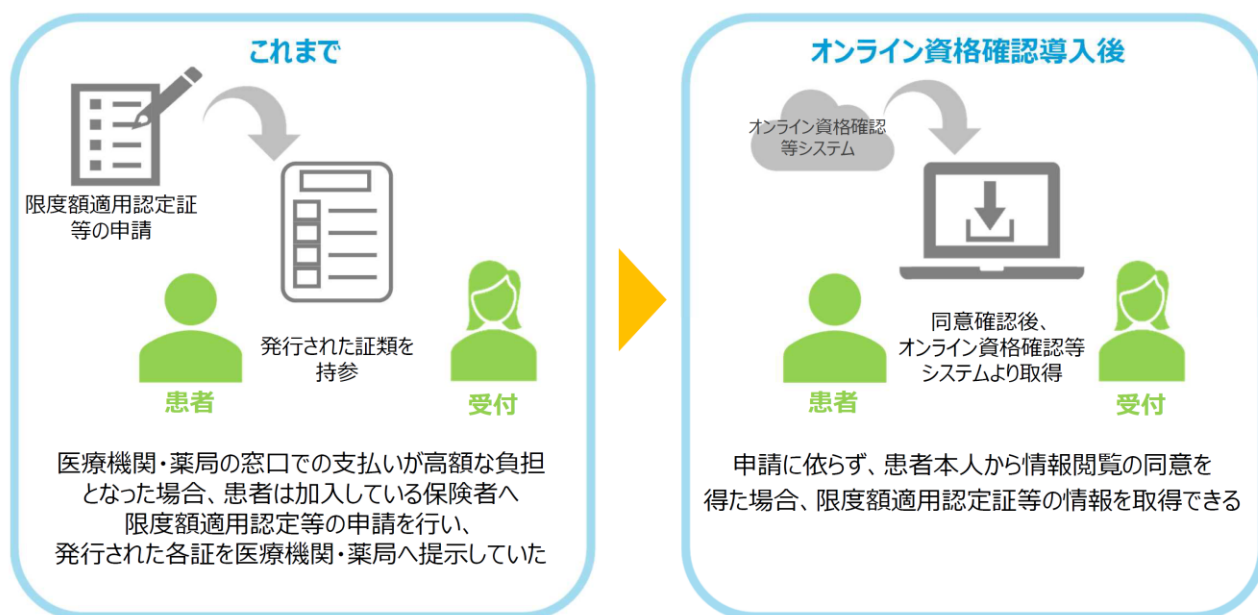 これまで
限度額適用認定証
等の申請
発行された証類を
持参
患者
受付
医療機関・薬局の窓口での支払いが高額な負担
となった場合、患者は加入している保険者へ
限度額適用認定等の申請を行い、
発行された各証を医療機関・薬局へ提示していた
オンライン資格確認導入後
オンライン資格確認
等システム
同意確認後、
オンライン資格確認等
システムより取得
患者
受付
申請に依らず、患者本人から情報閲覧の同意を
得た場合、限度額適用認定証等の情報を取得できる